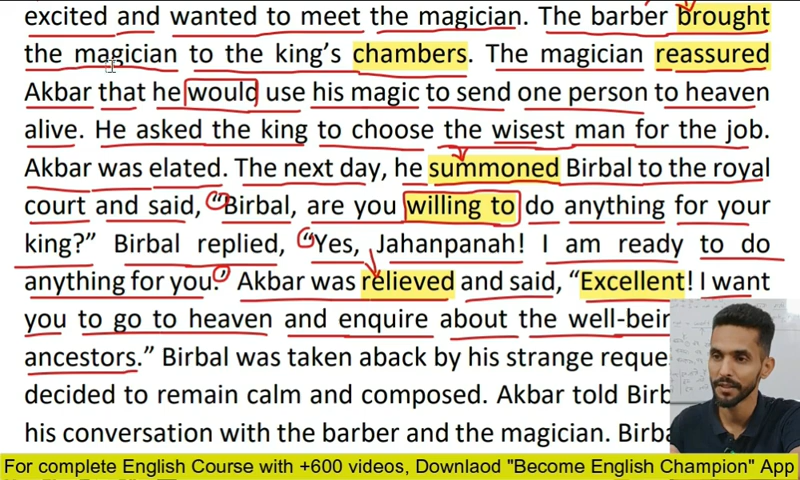 excited and wanted to meet the magician. The barber brought
the magician to the king's chambers. The magician reassured
Akbar that he would use his magic to send one person to heaven
alive. He asked the king to choose the wisest man for the job.
Akbar was elated. The next day, he summoned Birbal to the royal
court and said, "Birbal, are you willing to do anything for your
king?" Birbal replied, "Yes, Jahanpanah! I am ready to do
anything for you." Akbar was relieved and said, "Excellent! I want
you to go to heaven and enquire about the well-bein
ancestors." Birbal was taken aback by his strange reque
decided to remain calm and composed. Akbar told Birb
his conversation with the barber and the magician. Birba
For complete English Course with +600 videos, Downlaod "Become English Champion" App